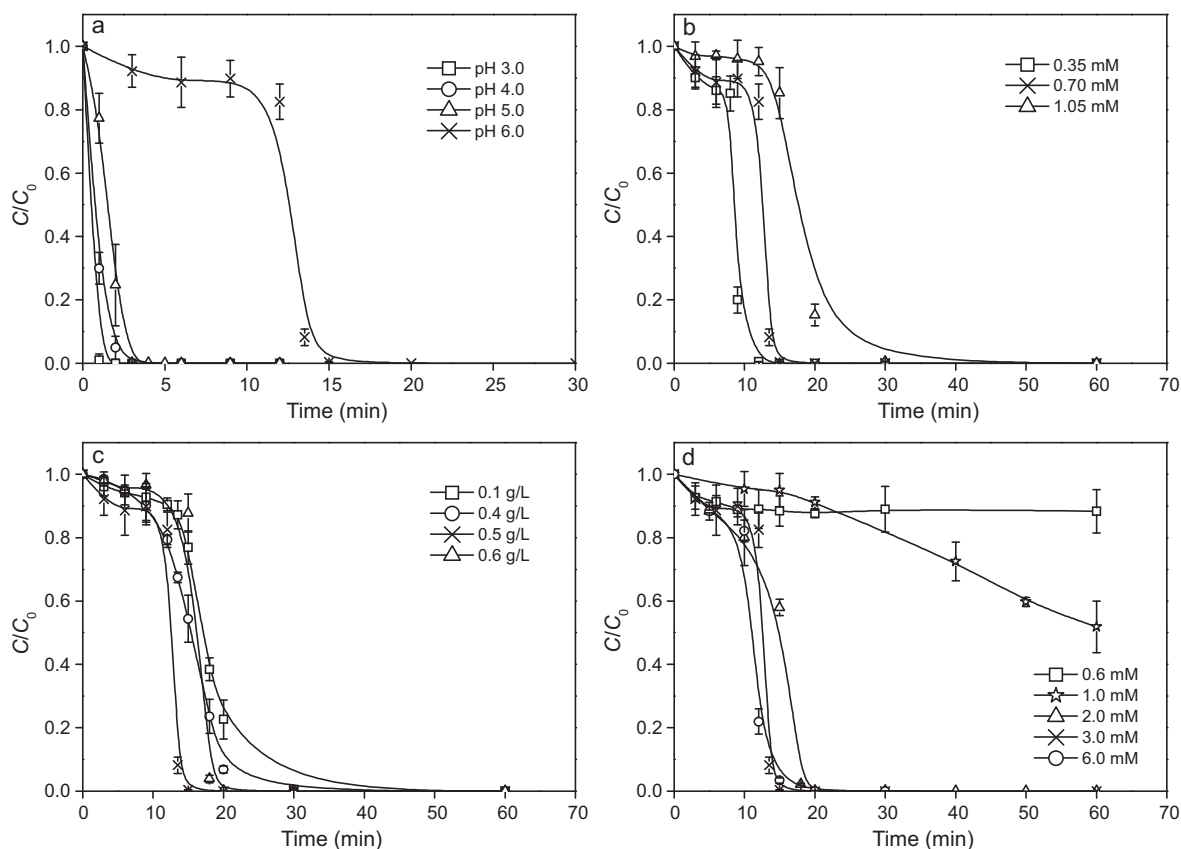 a
1.0
0.8
0.6
0.4
0.2
0.0
C/C₀
0 5 10 15 20 25 30
Time (min)
pH 3.0
pH 4.0
pH 5.0
pH 6.0
b
1.0
0.8
0.6
0.4
0.2
0.0
C/C₀
0 10 20 30 40 50 60 70
Time (min)
0.35 mM
0.70 mM
1.05 mM
c
1.0
0.8
0.6
0.4
0.2
0.0
C/C₀
0 10 20 30 40 50 60 70
Time (min)
0.1 g/L
0.4 g/L
0.5 g/L
0.6 g/L
d
1.0
0.8
0.6
0.4
0.2
0.0
C/C₀
0 10 20 30 40 50 60 70
Time (min)
0.6 mM
1.0 mM
2.0 mM
3.0 mM
6.0 mM